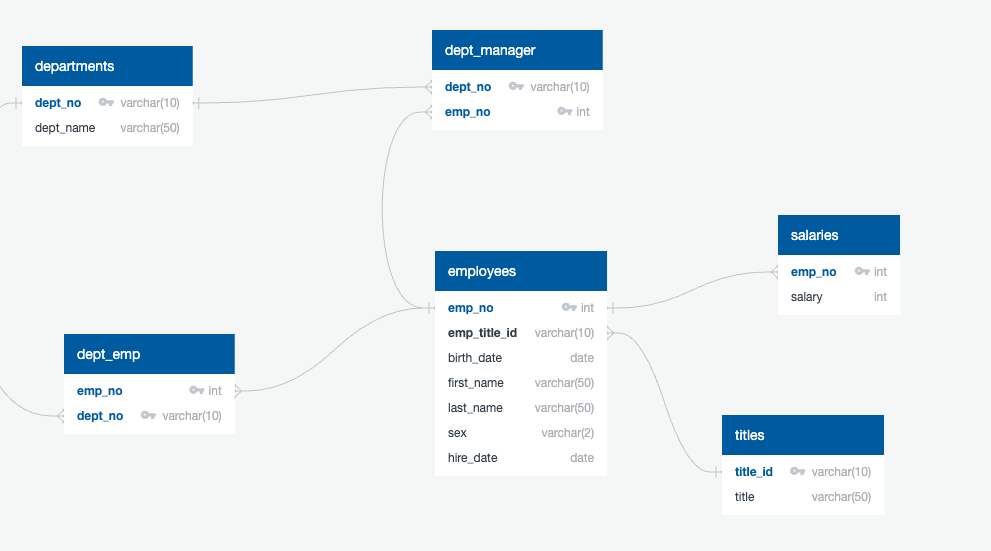 departments
dept_no varchar(10)
dept_name varchar(50)
dept_manager
dept_no varchar(10)
emp_no int
employees
emp_no int
emp_title_id varchar(10)
birth_date date
first_name varchar(50)
last_name varchar(50)
sex varchar(2)
hire_date date
salaries
emp_no int
salary int
dept_emp
emp_no int
dept_no varchar(10)
titles
title_id varchar(10)
title varchar(50)